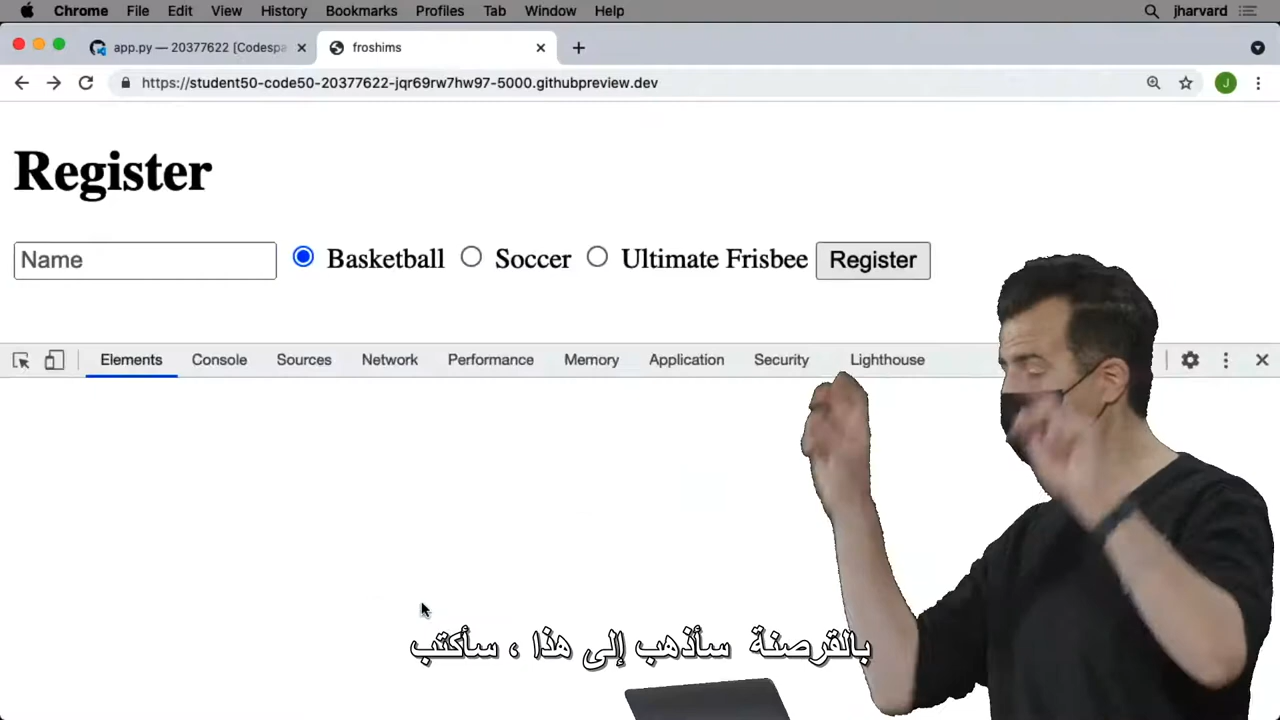 Chrome File Edit View History Bookmarks Profiles Tab Window Help jharvard
app.py — 20377622 [Codespa froshims
https://student50-code50-20377622-jqr69rw7hw97-5000.githubpreview.dev J
Register
Name Basketball Soccer Ultimate Frisbee Register
Elements Console Sources Network Performance Memory Application Security Lighthouse
بالقرصنة سأذهب إلى هذا ، سأكتب